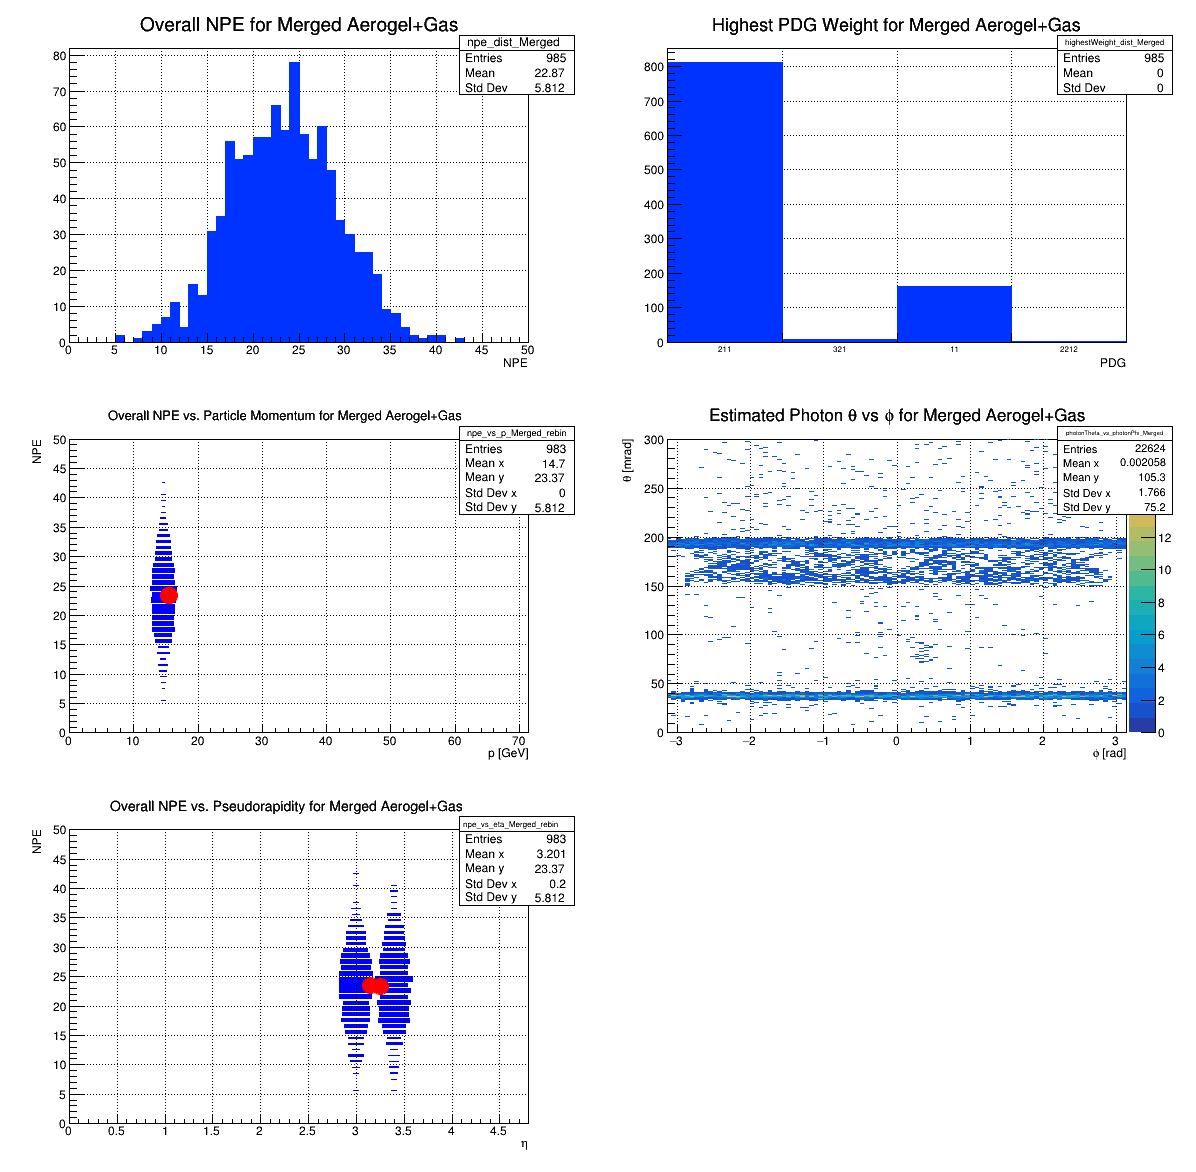 Overall NPE for Merged Aerogel+Gas
npe_dist_Merged
Entries 985
Mean 22.87
Std Dev 5.812
80
70
60
50
40
30
20
10
0
0 5 10 15 20 25 30 35 40 45 50
NPE
Highest PDG Weight for Merged Aerogel+Gas
highestWeight_dist_Merged
Entries 985
Mean 0
Std Dev 0
800
700
600
500
400
300
200
100
0
211 321 11 2212
PDG
Overall NPE vs. Particle Momentum for Merged Aerogel+Gas
npe_vs_p_Merged_rebin
Entries 983
Mean x 14.7
Mean y 23.37
Std Dev x 0
Std Dev y 5.812
NPE
50
45
40
35
30
25
20
15
10
5
0
0 10 20 30 40 50 60 70
p [GeV]
Estimated Photon θ vs ϕ for Merged Aerogel+Gas
photonTheta_vs_photonPhi_Merged
Entries 22624
Mean x 0.002058
Mean y 105.3
Std Dev x 1.766
Std Dev y 75.2
θ [mrad]
300
250
200
150
100
50
0
−3 −2 −1 0 1 2 3
ϕ [rad]
12
10
8
6
4
2
0
Overall NPE vs. Pseudorapidity for Merged Aerogel+Gas
npe_vs_eta_Merged_rebin
Entries 983
Mean x 3.201
Mean y 23.37
Std Dev x 0.2
Std Dev y 5.812
NPE
50
45
40
35
30
25
20
15
10
5
0
0 0.5 1 1.5 2 2.5 3 3.5 4 4.5
η